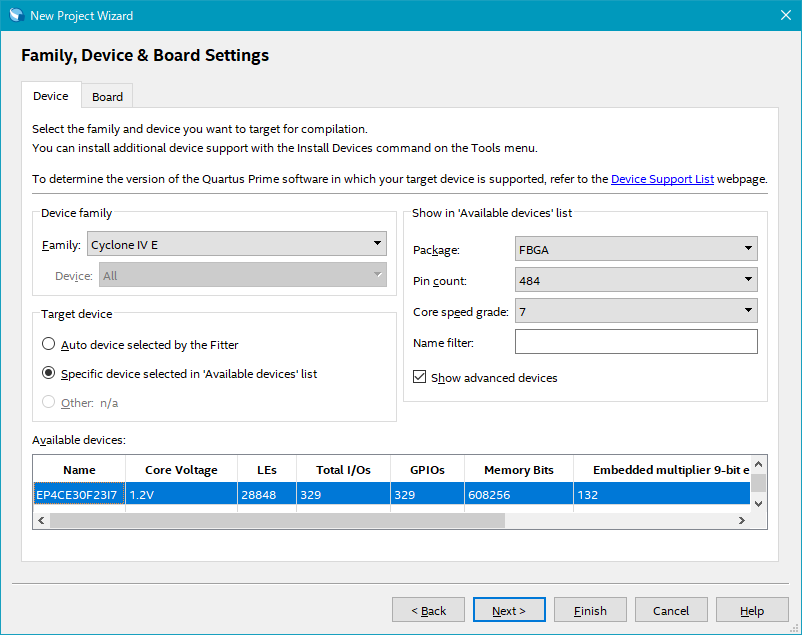 New Project Wizard
Family, Device & Board Settings
Device Board
Select the family and device you want to target for compilation.
You can install additional device support with the Install Devices command on the Tools menu.
To determine the version of the Quartus Prime software in which your target device is supported, refer to the Device Support List webpage.
Device family
Family: Cyclone IV E
Device: All
Target device
Auto device selected by the Fitter
Specific device selected in 'Available devices' list
Other: n/a
Show in 'Available devices' list
Package: FBGA
Pin count: 484
Core speed grade: 7
Name filter:
Show advanced devices
Available devices:
Name Core Voltage LEs Total I/Os GPIOs Memory Bits Embedded multiplier 9-bit e
EP4CE30F23I7 1.2V 28848 329 329 608256 132
< Back Next > Finish Cancel Help